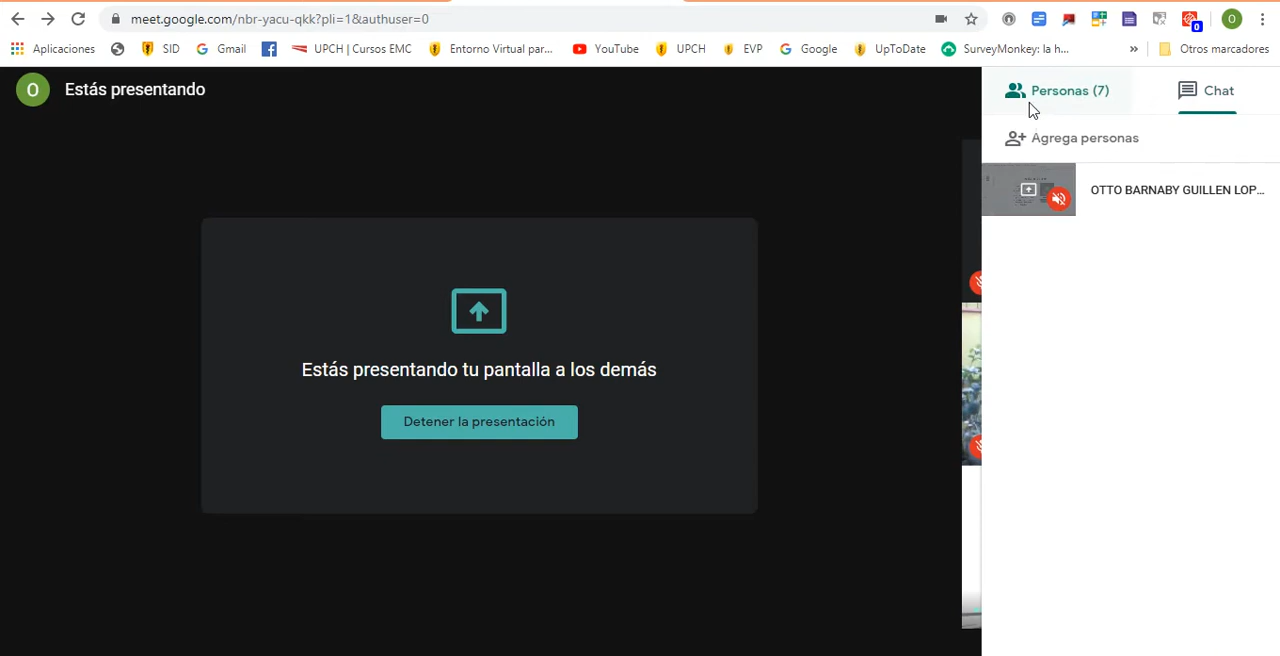 meet.google.com/nbr-yacu-qkk?pli=1&authuser=0
0
O
Aplicaciones
SID
Gmail
UPCH | Cursos EMC
Entorno Virtual par...
YouTube
UPCH
EVP
Google
UpToDate
SurveyMonkey: la h...
»
Otros marcadores
O
Estás presentando
Personas (7)
Chat
Agrega personas
OTTO BARNABY GUILLEN LOP...
Estás presentando tu pantalla a los demás
Detener la presentación